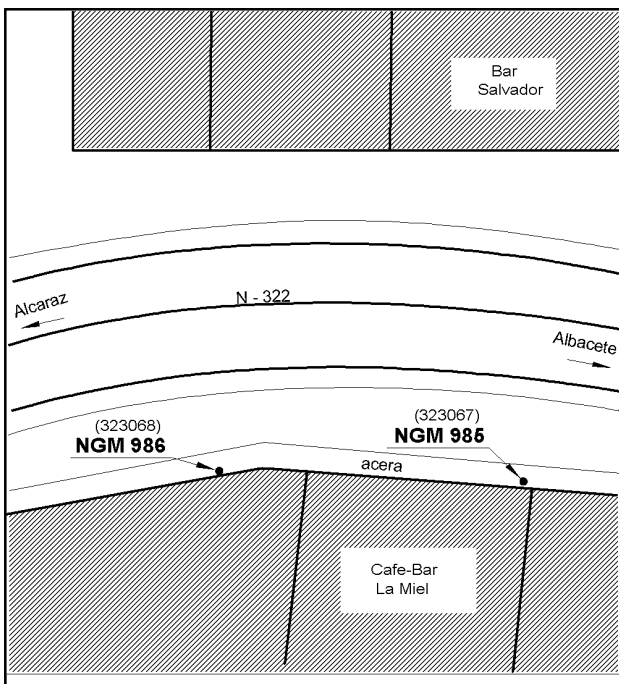 Bar
Salvador
N - 322
Alcaraz
Albacete
(323068)
NGM 986
(323067)
NGM 985
acera
Cafe-Bar
La Miel